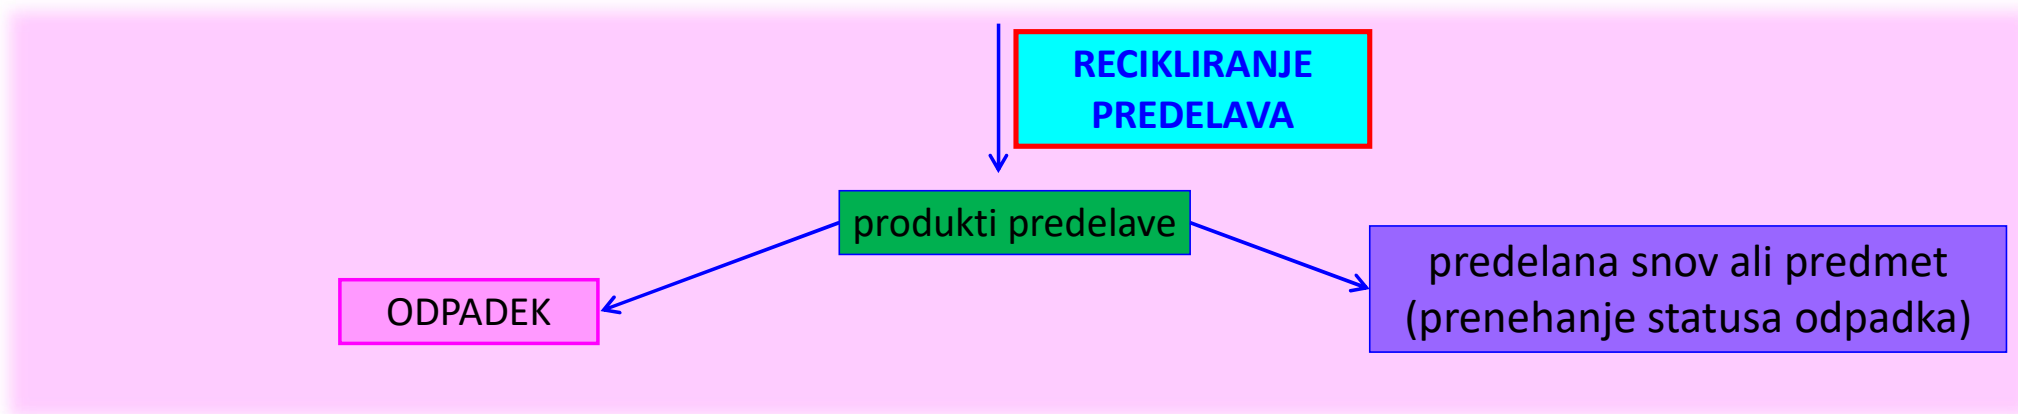 RECIKLIRANJE
PREDELAVA
produkti predelave
ODPADEK
predelana snov ali predmet
(prenehanje statusa odpadka)